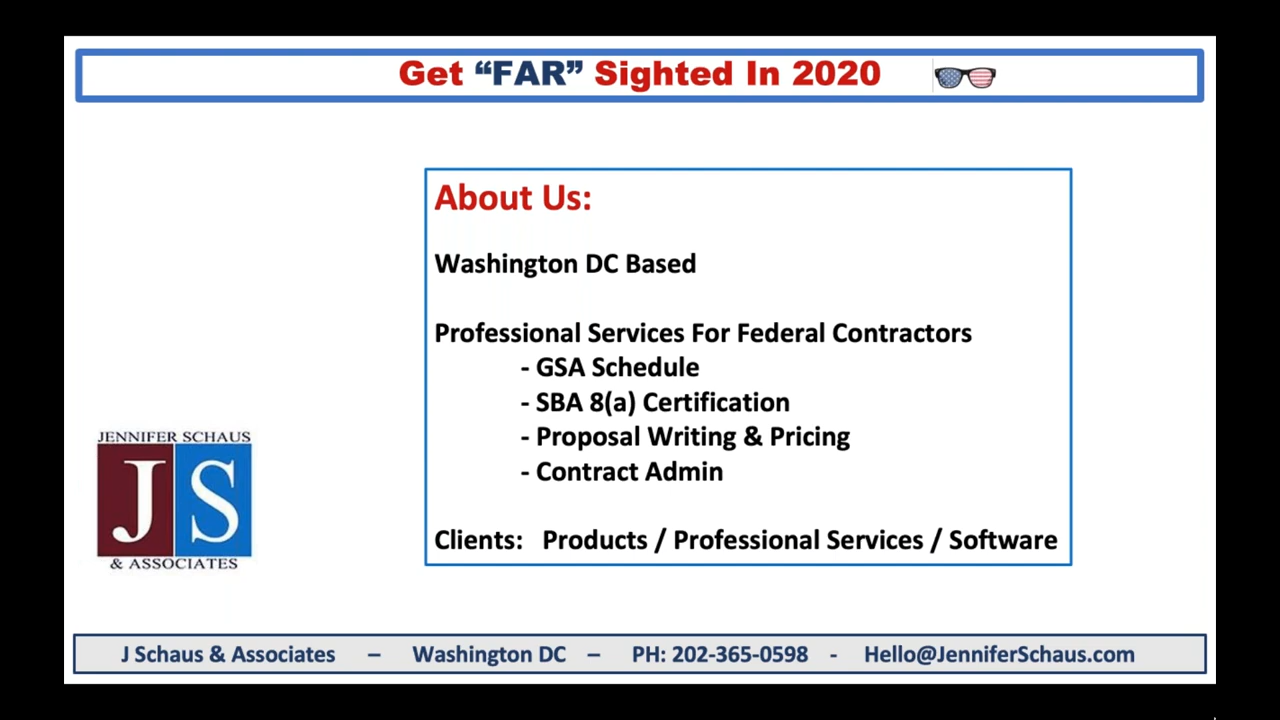 Get “FAR” Sighted In 2020
About Us:
Washington DC Based
Professional Services For Federal Contractors
- GSA Schedule
- SBA 8(a) Certification
- Proposal Writing & Pricing
- Contract Admin
Clients: Products / Professional Services / Software
JENNIFER SCHAUS
JS
& ASSOCIATES
J Schaus & Associates – Washington DC – PH: 202-365-0598 - Hello@JenniferSchaus.com